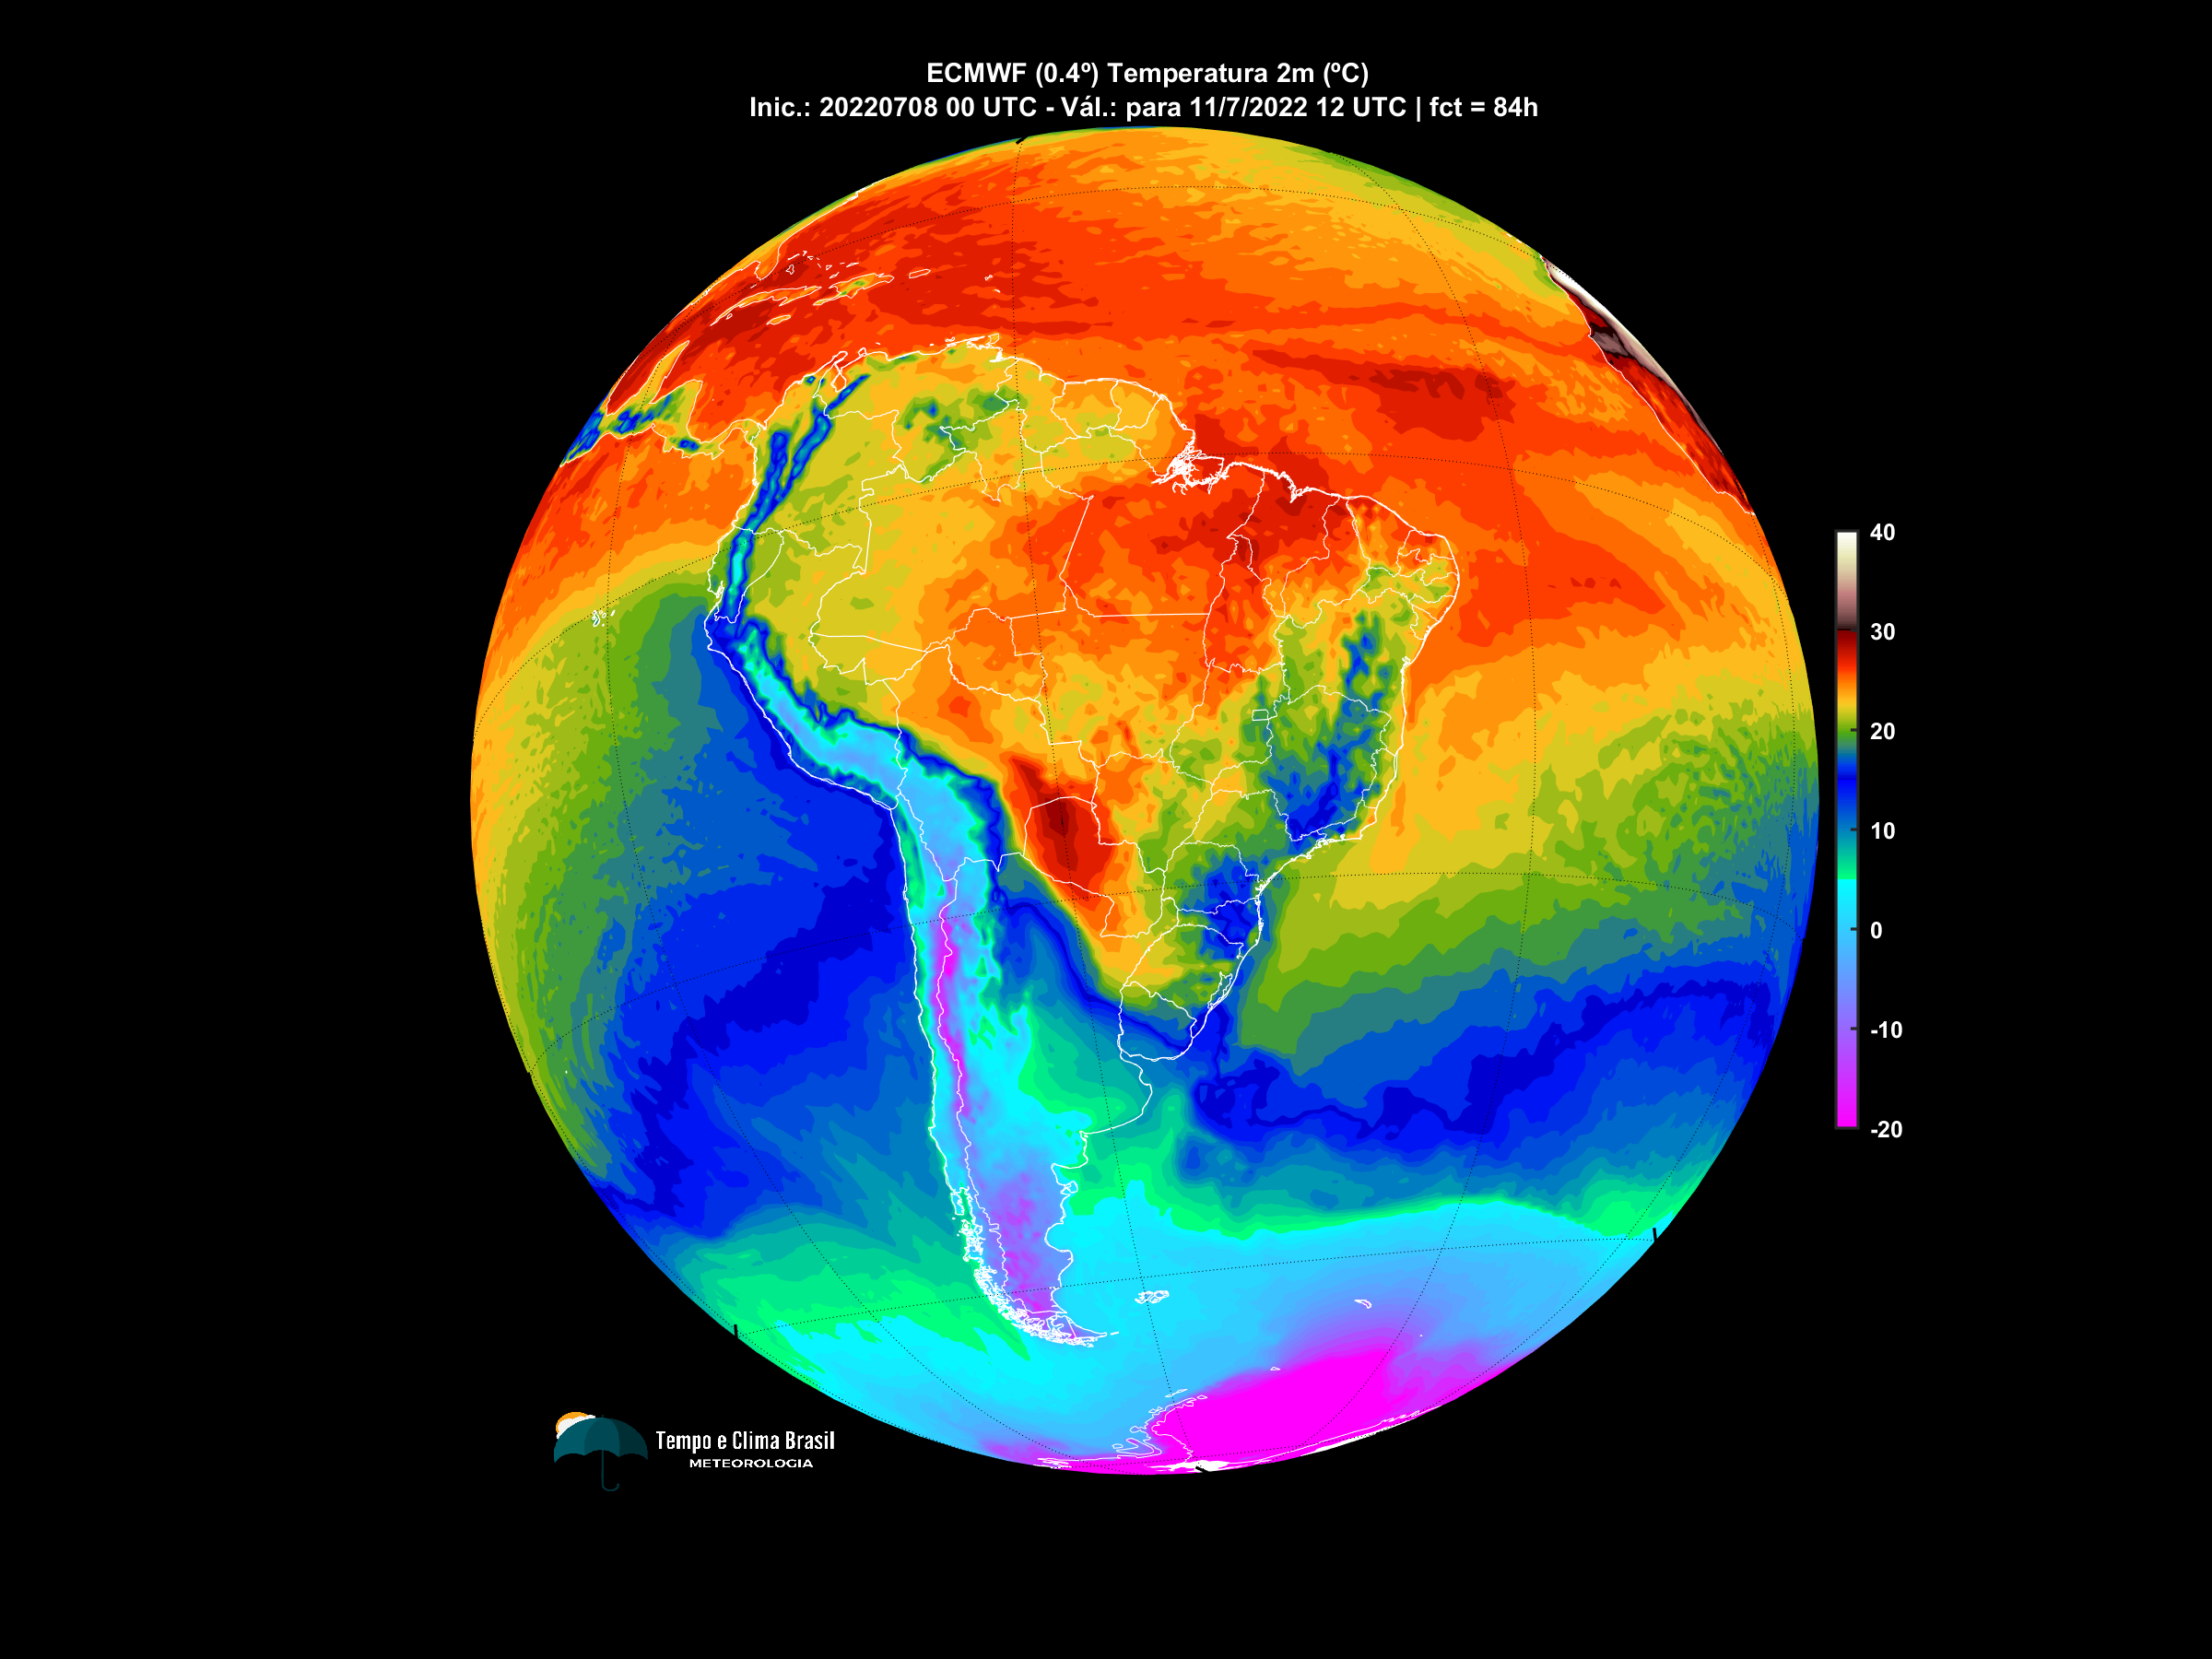 ECMWF (0.4º) Temperatura 2m (ºC)
Inic.: 20220708 00 UTC - Vál.: para 11/7/2022 12 UTC | fct = 84h
40
30
20
10
0
-10
-20
Tempo e Clima Brasil
METEOROLOGIA